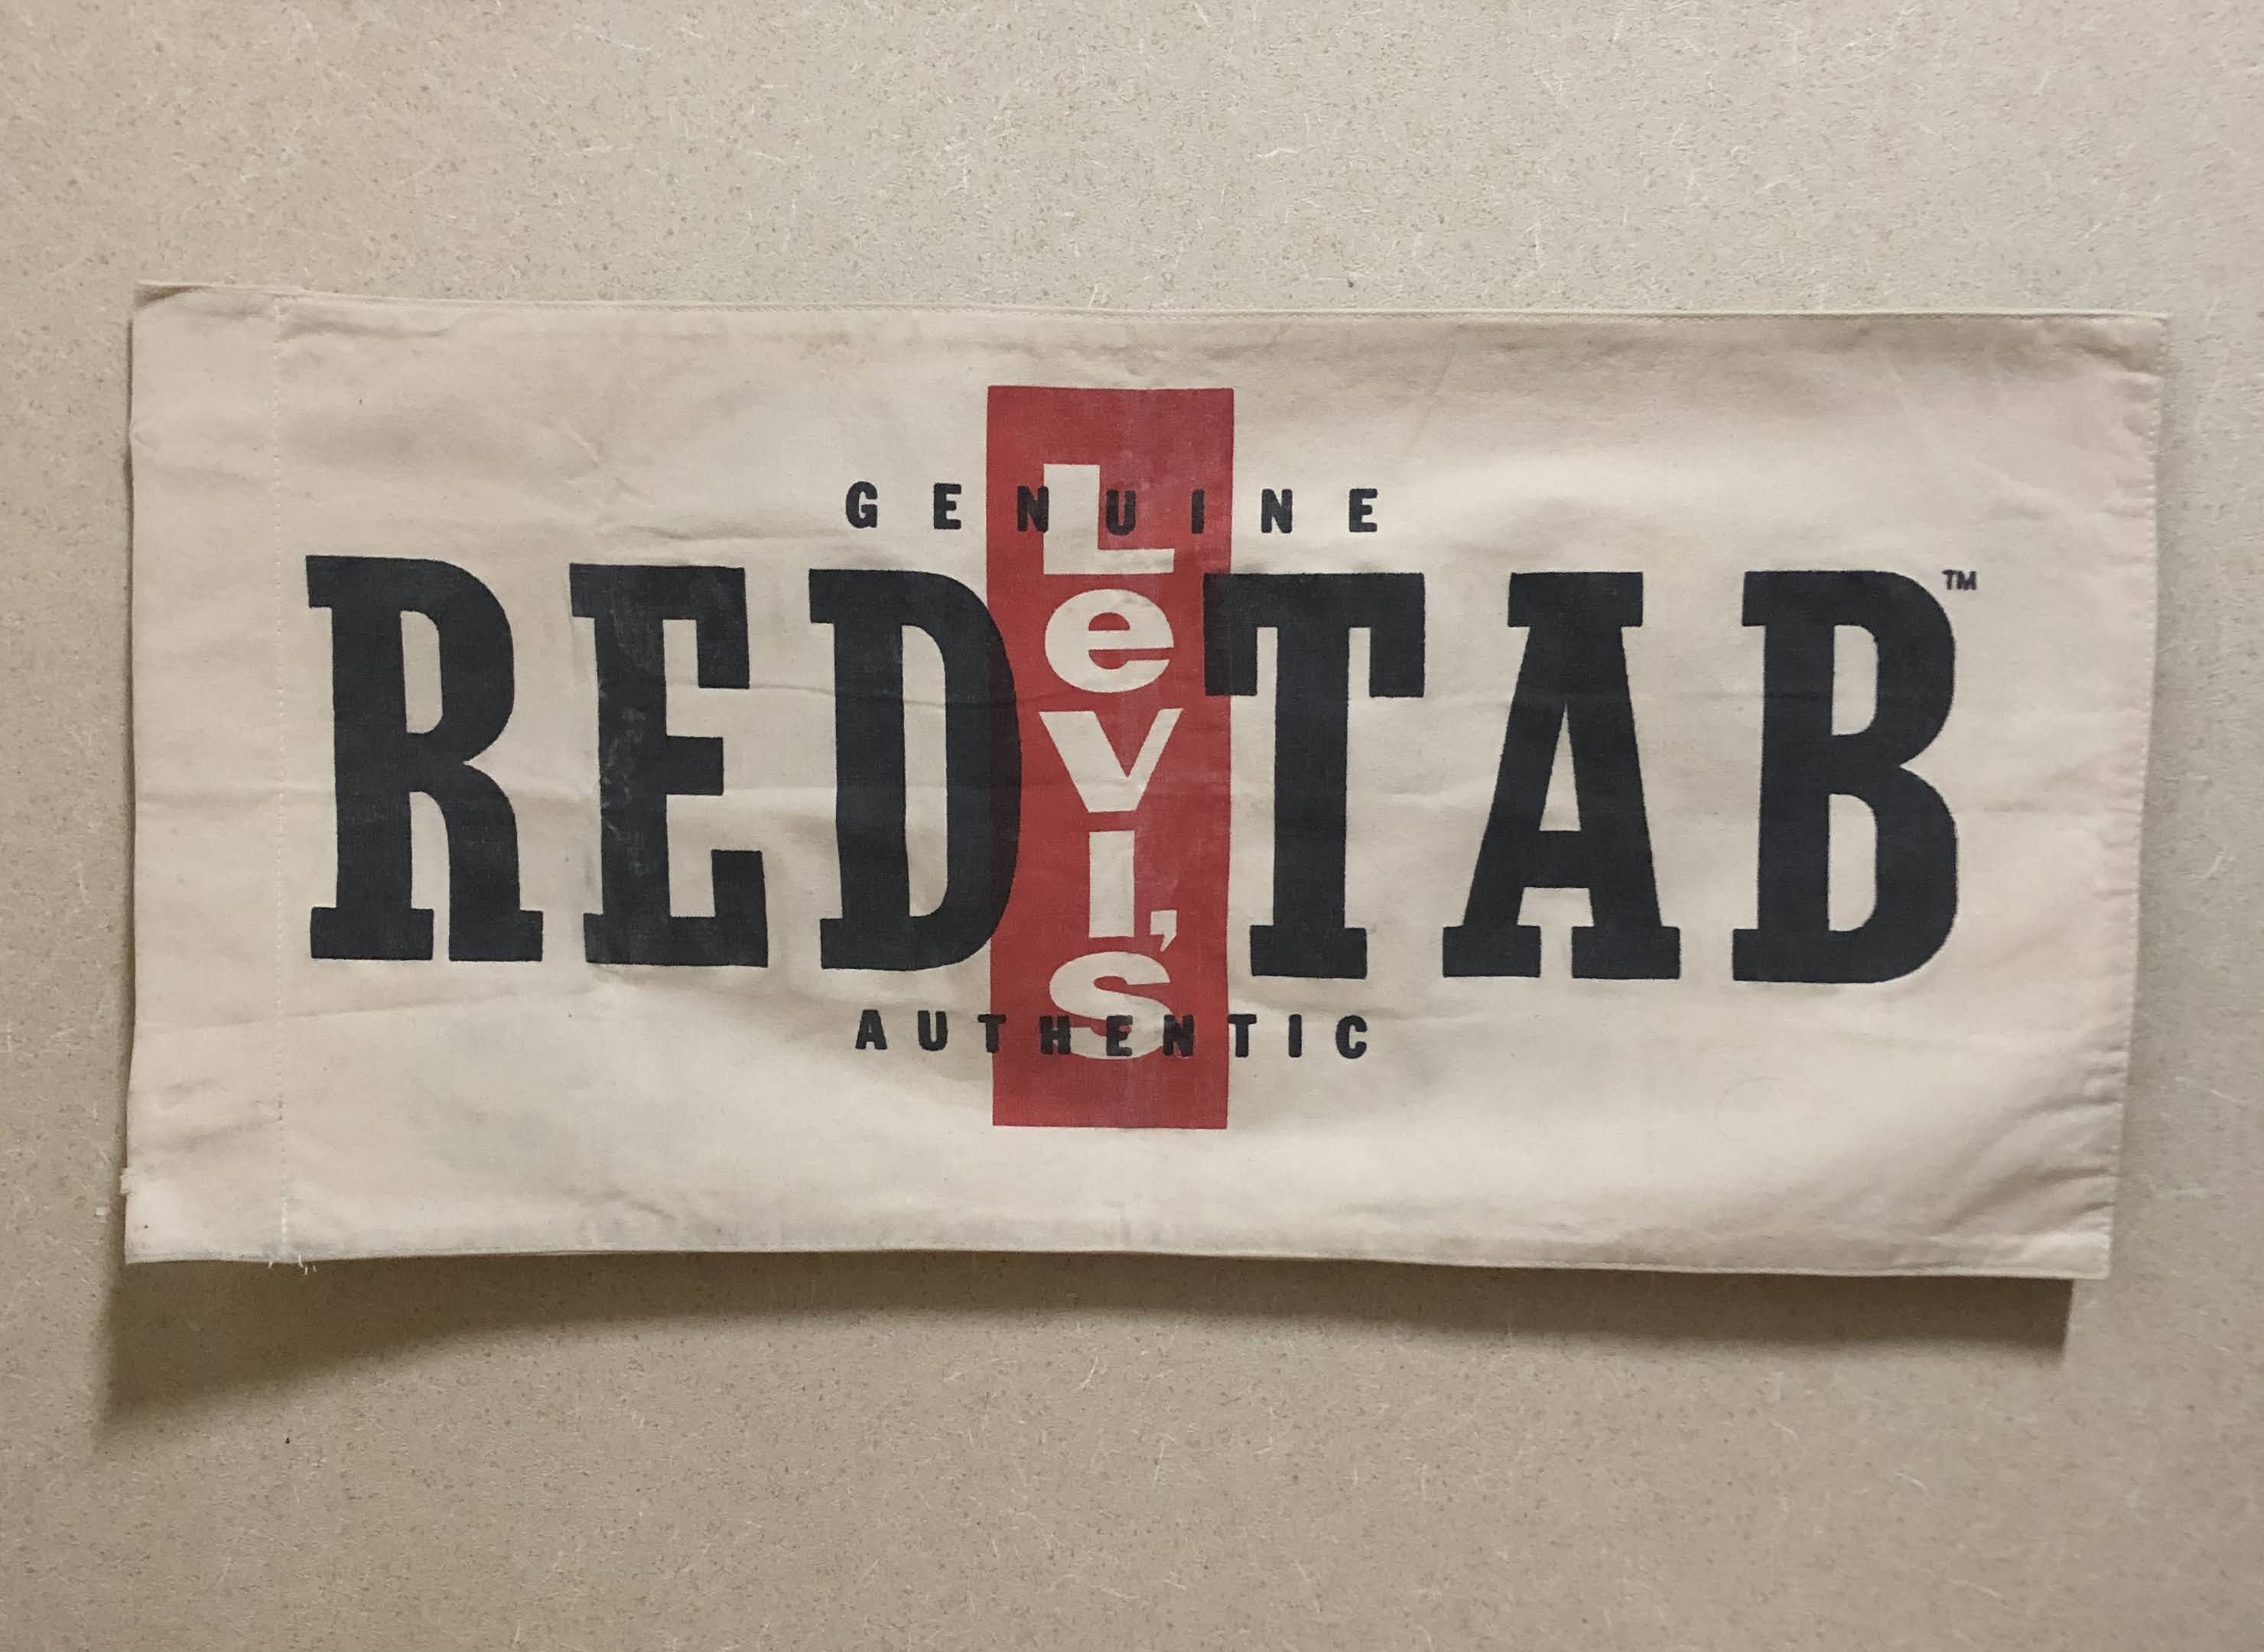 GENUINE
RED TAB™
Levi's
AUTHENTIC